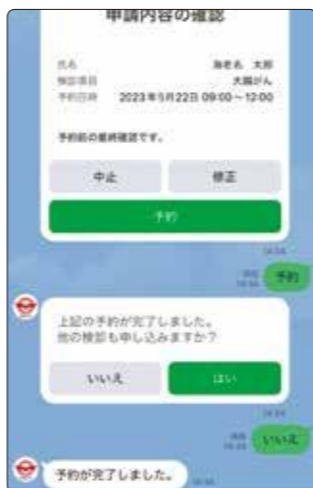 申請内容の確認
氏名 海老名 太郎
検診項目 大腸がん
予約日時 2023年5月22日 09:00~12:00
予約前の最終確認です。
中止 修正
予約
予約
上記の予約が完了しました。
他の検診も申し込みますか?
いいえ はい
いいえ
予約が完了しました。